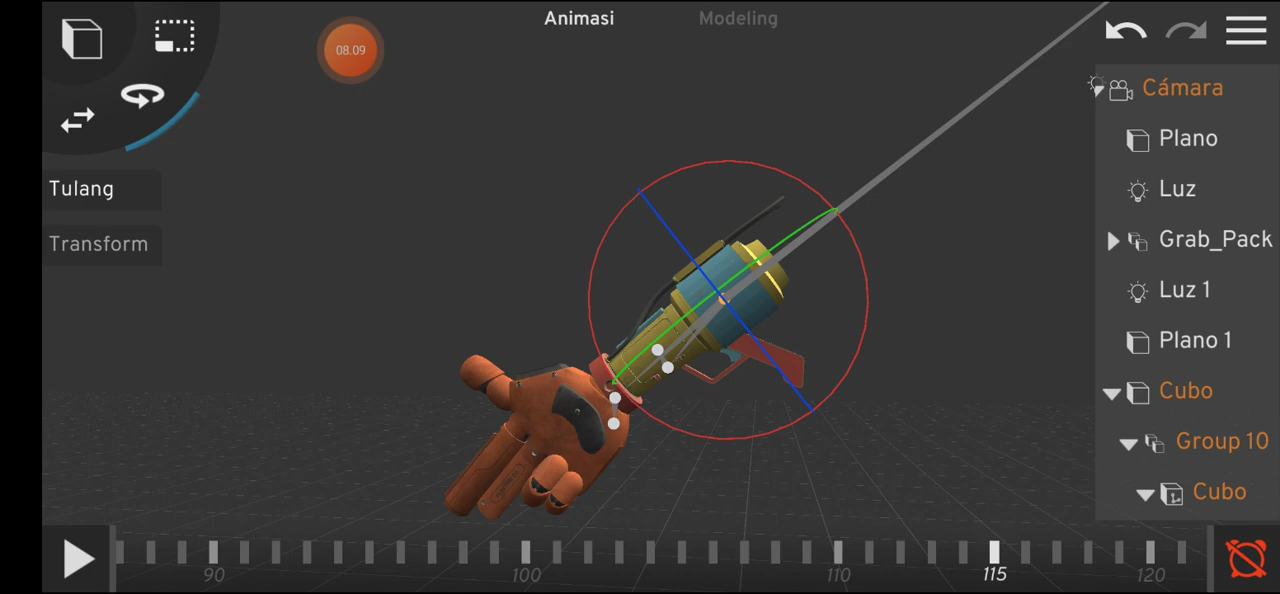 Animasi
Modeling
08.09
Tulang
Transform
Cámara
Plano
Luz
Grab_Pack
Luz 1
Plano 1
Cubo
Group 10
Cubo
90
100
110
115
120